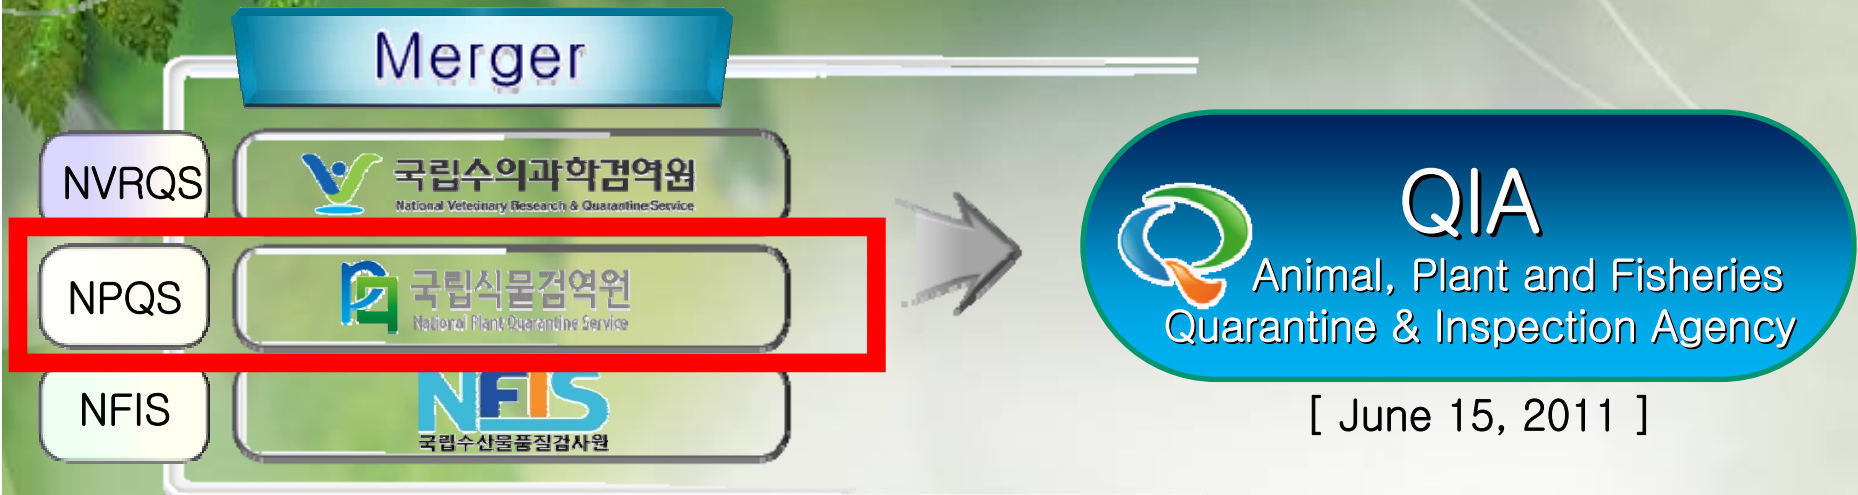 Merger
NVRQS
국립수의과학검역원
National Veterinary Research & Quarantine Service
NPQS
국립식물검역원
National Plant Quarantine Service
NFIS
NFIS
국립수산물품질검사원
QIA
Animal, Plant and Fisheries
Quarantine & Inspection Agency
[ June 15, 2011 ]